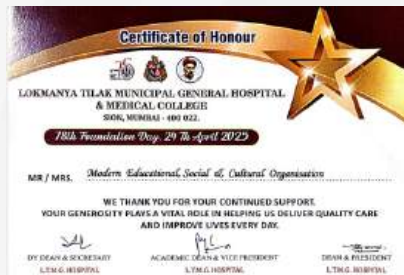 Certificate of Honour
LOKMANYA TILAK MUNICIPAL GENERAL HOSPITAL
& MEDICAL COLLEGE
SION, MUMBAI - 400 022.
78th Foundation Day, 29 Th April 2025
MR / MRS. Modern Educational, Social & Cultural Organisation
WE THANK YOU FOR YOUR CONTINUED SUPPORT.
YOUR GENEROSITY PLAYS A VITAL ROLE IN HELPING US DELIVER QUALITY CARE
AND IMPROVE LIVES EVERY DAY.
DY DEAN & SECRETARY ACADEMIC DEAN & VICE PRESIDENT DEAN & PRESIDENT
L.T.M.G. HOSPITAL L.T.M.G. HOSPITAL L.T.M.G. HOSPITAL